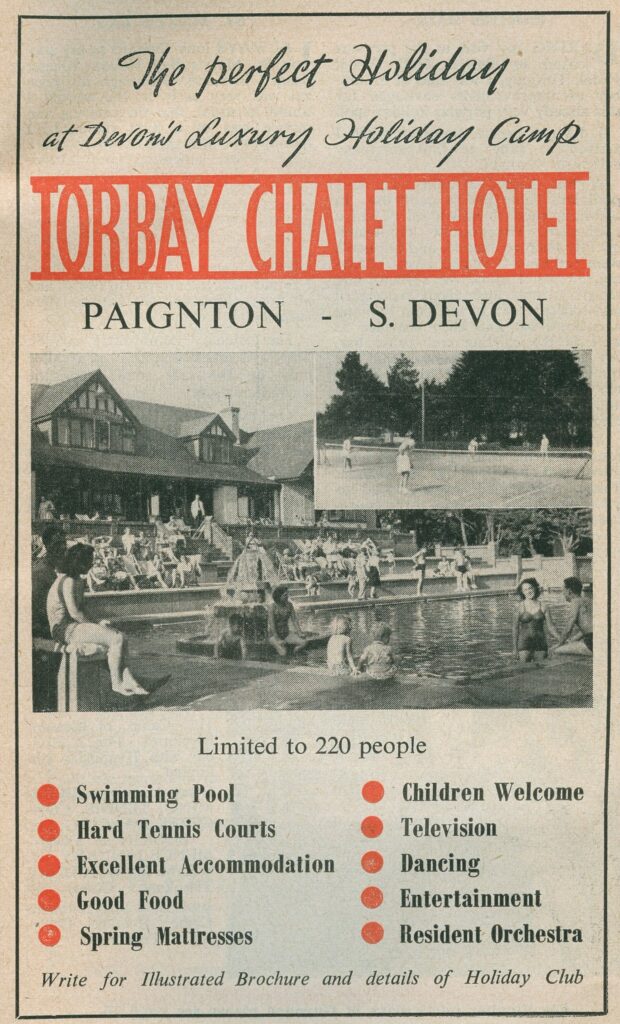 The perfect Holiday
at Devon's Luxury Holiday Camp
TORBAY CHALET HOTEL
PAIGNTON - S. DEVON
Limited to 220 people
Swimming Pool
Hard Tennis Courts
Excellent Accommodation
Good Food
Spring Mattresses
Children Welcome
Television
Dancing
Entertainment
Resident Orchestra
Write for Illustrated Brochure and details of Holiday Club